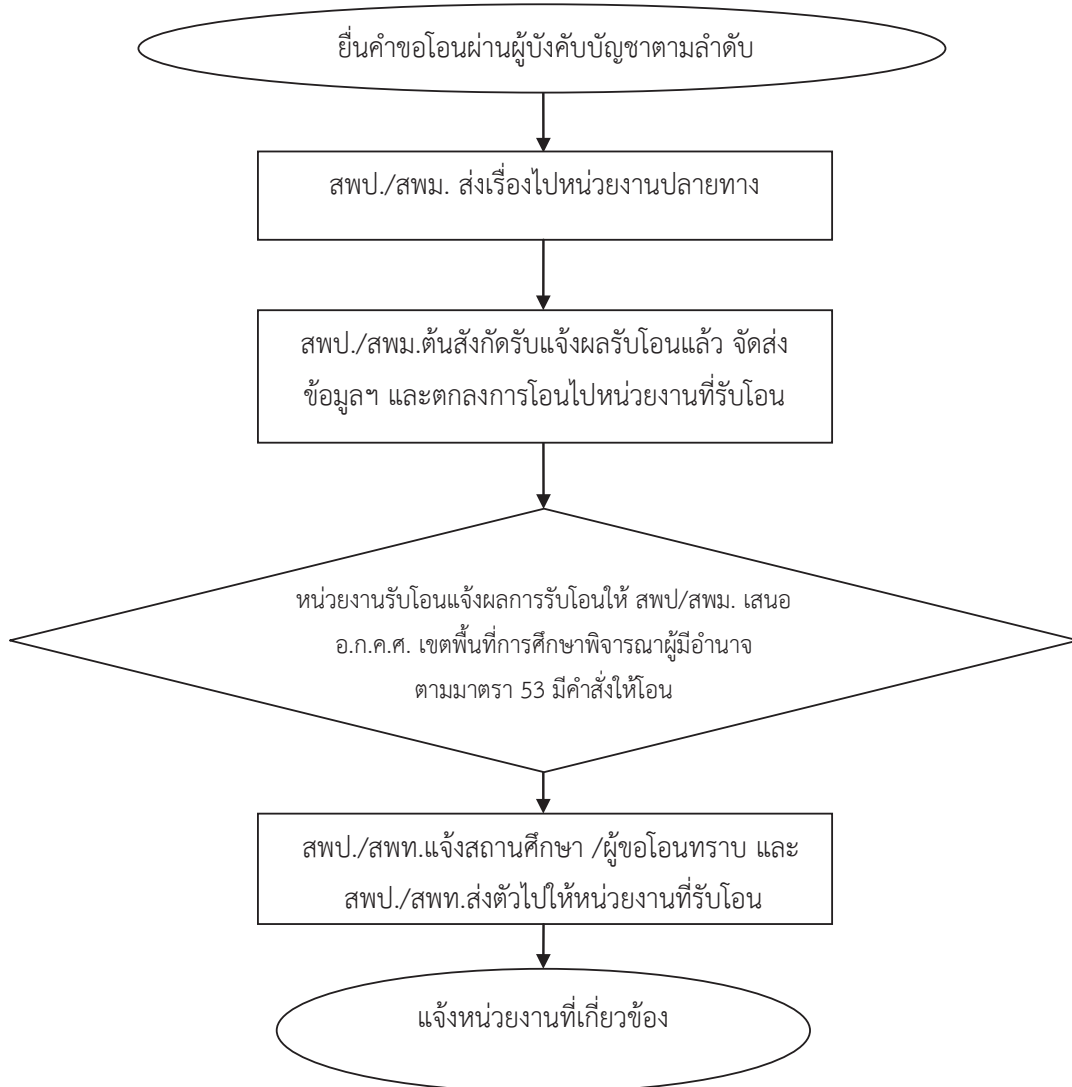 ยื่นคำขอโอนผ่านผู้บังคับบัญชาตามลำดับ
สพป./สพม. ส่งเรื่องไปหน่วยงานปลายทาง
สพป./สพม.ต้นสังกัดรับแจ้งผลรับโอนแล้ว จัดส่ง
ข้อมูลฯ และตกลงการโอนไปหน่วยงานที่รับโอน
หน่วยงานรับโอนแจ้งผลการรับโอนให้ สพป/สพม. เสนอ
อ.ก.ค.ศ. เขตพื้นที่การศึกษาพิจารณาผู้มีอำนาจ
ตามมาตรา 53 มีคำสั่งให้โอน
สพป./สพท.แจ้งสถานศึกษา /ผู้ขอโอนทราบ และ
สพป./สพท.ส่งตัวไปให้หน่วยงานที่รับโอน
แจ้งหน่วยงานที่เกี่ยวข้อง